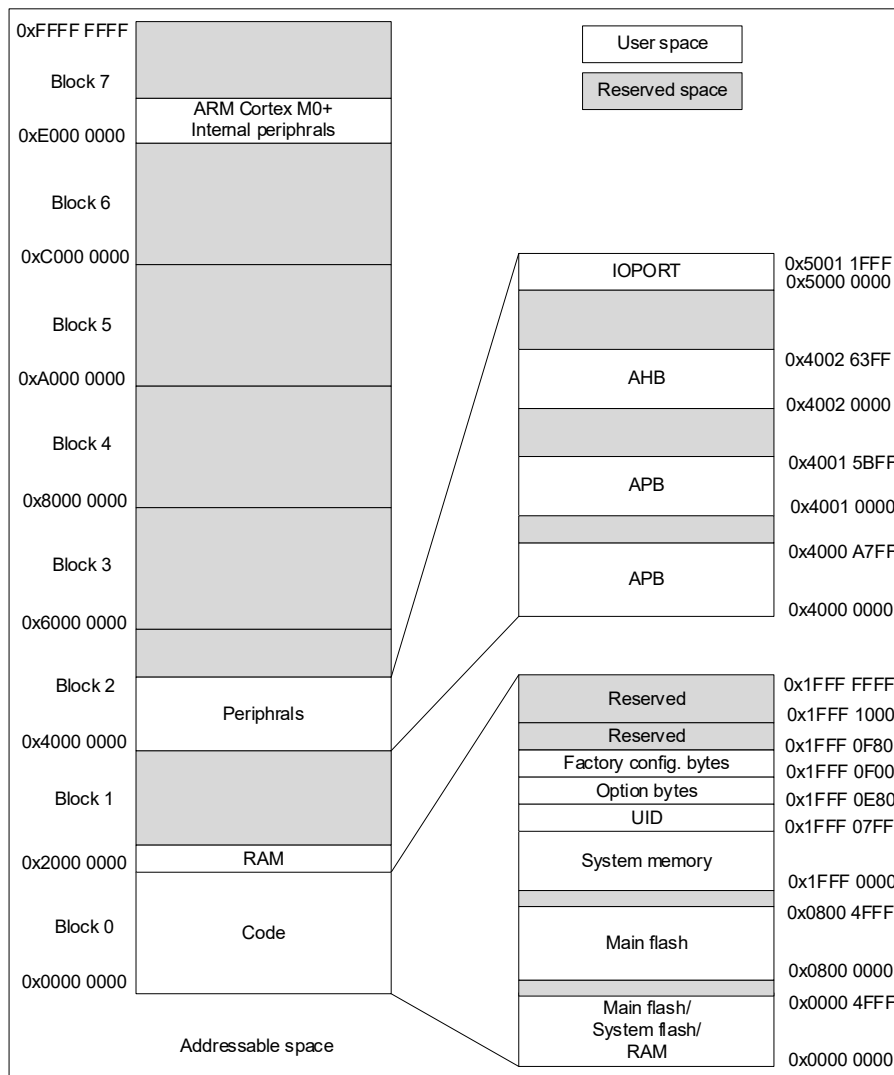 0xFFFF FFFF
Block 7
ARM Cortex M0+
Internal periphrals
0xE000 0000
Block 6
0xC000 0000
Block 5
0xA000 0000
Block 4
0x8000 0000
Block 3
0x6000 0000
Block 2
Periphrals
0x4000 0000
Block 1
0x2000 0000
RAM
Block 0
Code
0x0000 0000
Addressable space
User space
Reserved space
IOPORT
0x5001 1FFF
0x5000 0000
0x4002 63FF
AHB
0x4002 0000
0x4001 5BFF
APB
0x4001 0000
0x4000 A7FF
APB
0x4000 0000
0x1FFF FFFF
Reserved
0x1FFF 1000
Reserved
0x1FFF 0F80
Factory config. bytes
0x1FFF 0F00
Option bytes
0x1FFF 0E80
UID
0x1FFF 07FF
System memory
0x1FFF 0000
0x0800 4FFF
Main flash
0x0800 0000
0x0000 4FFF
Main flash/
System flash/
RAM
0x0000 0000